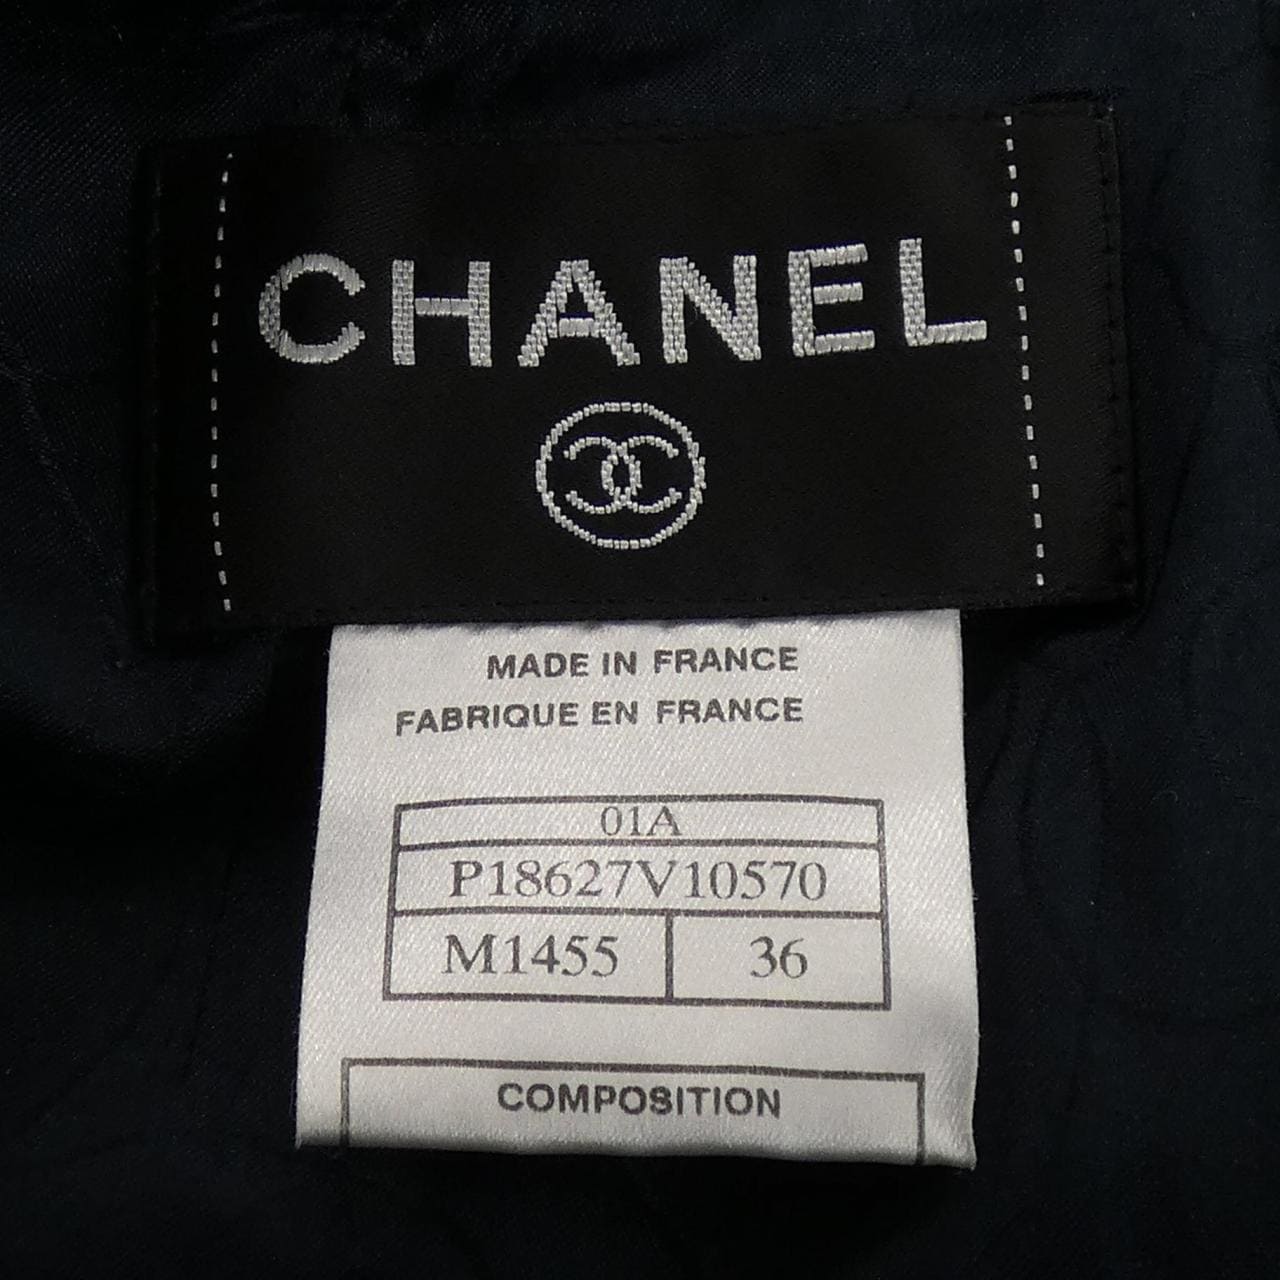 CHANEL
MADE IN FRANCE
FABRIQUE EN FRANCE
01A
P18627V10570
M1455 36
COMPOSITION